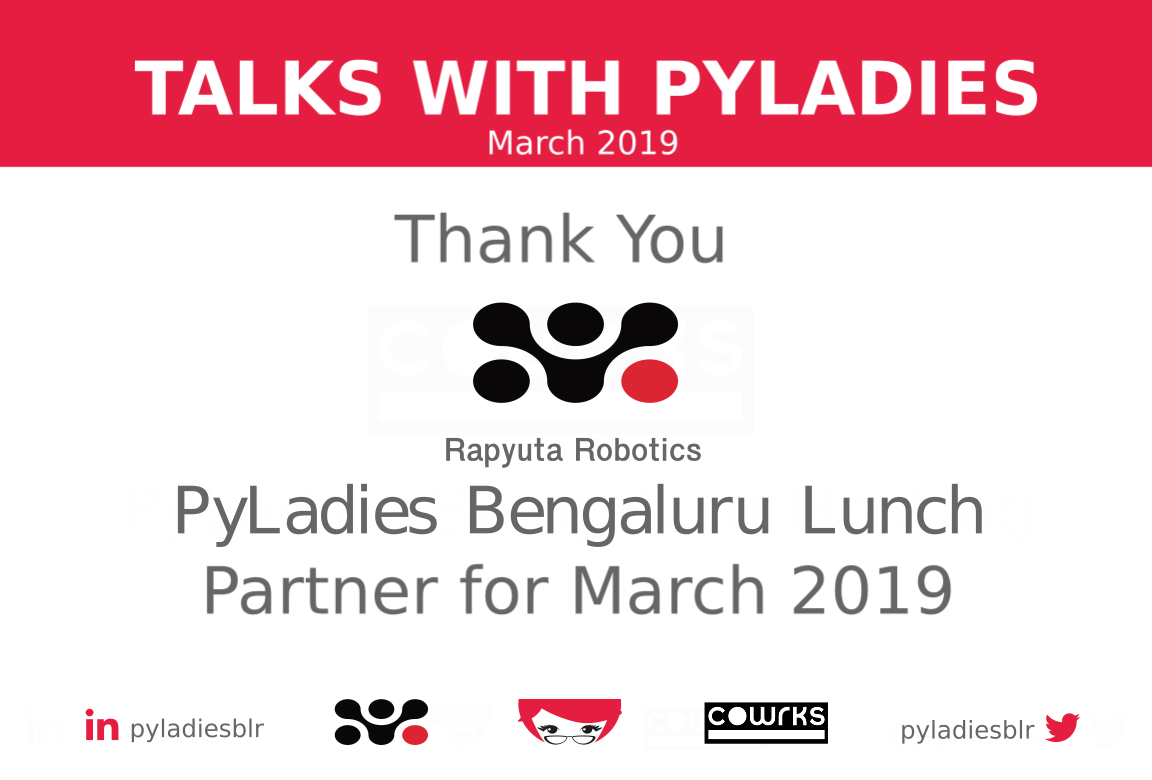 TALKS WITH PYLADIES
March 2019
Thank You
Rapyuta Robotics
PyLadies Bengaluru Lunch
Partner for March 2019
in pyladiesblr
COWRKS
pyladiesblr